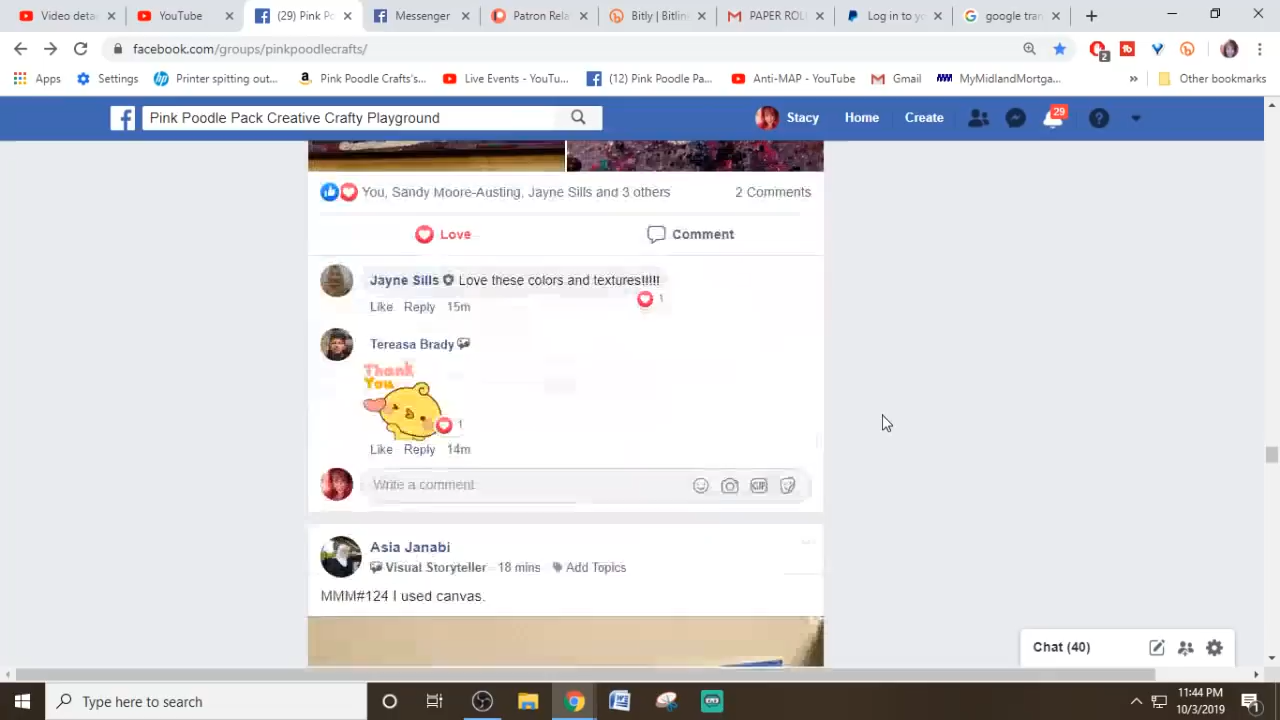 Video deta
YouTube
(29) Pink Po
Messenger
Patron Rela
Bitly | Bitlin
PAPER ROLL
Log in to yo
google tran
facebook.com/groups/pinkpoodlecrafts/
2
Apps
Settings
Printer spitting out...
Pink Poodle Crafts's...
Live Events - YouTu...
(12) Pink Poodle Pa...
Anti-MAP - YouTube
Gmail
MyMidlandMortga...
»
Other bookmarks
Pink Poodle Pack Creative Crafty Playground
Stacy
Home
Create
29
You, Sandy Moore-Austing, Jayne Sills and 3 others
2 Comments
Love
Comment
Jayne Sills Love these colors and textures!!!!!
1
Like Reply 15m
Tereasa Brady
Thank
You
1
Like Reply 14m
Write a comment
GIF
Asia Janabi
Visual Storyteller · 18 mins Add Topics
MMM#124 I used canvas.
Chat (40)
Type here to search
11:44 PM
10/3/2019
1